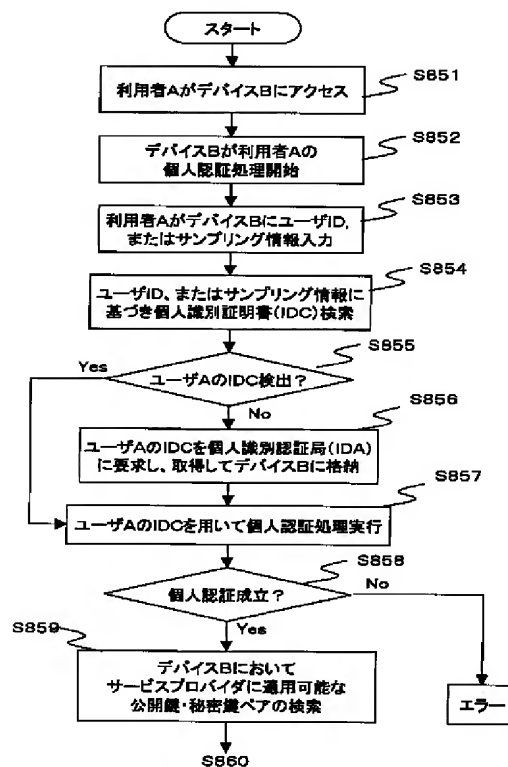 スタート
S851
利用者AがデバイスBにアクセス
S852
デバイスBが利用者Aの
個人認証処理開始
S853
利用者AがデバイスBにユーザID,
またはサンプリング情報入力
S854
ユーザID、またはサンプリング情報に
基づき個人識別証明書(IDC)検索
S855
Yes
ユーザAのIDC検出？
No
S856
ユーザAのIDCを個人識別認証局(IDA)
に要求し、取得してデバイスBに格納
S857
ユーザAのIDCを用いて個人認証処理実行
S858
個人認証成立？
No
Yes
S859
デバイスBにおいて
サービスプロバイダに適用可能な
公開鍵・秘密鍵ペアの検索
エラー
S860